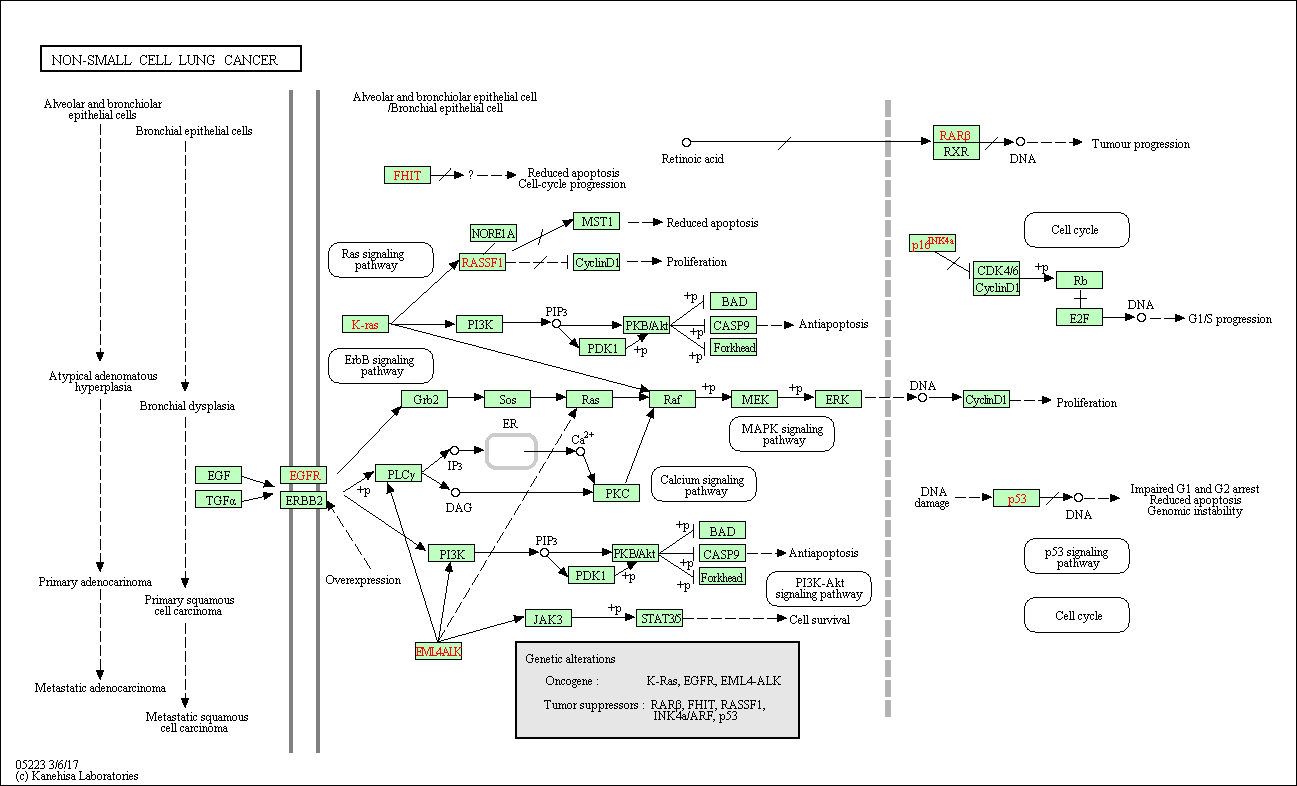 NON-SMALL CELL LUNG CANCER
Alveolar and bronchiolar
epithelial cells
Bronchial epithelial cells
Atypical adenomatous
hyperplasia
Bronchial dysplasia
Primary adenocarinoma
Primary squamous
cell carcinoma
Metastatic adenocarcinoma
Metastatic squamous
cell carcinoma
Alveolar and bronchiolar epithelial cell
/Bronchial epithelial cell
Retinoic acid
RARβ
RXR
DNA
Tumour progression
FHIT
?
Reduced apoptosis
Cell-cycle progression
NORE1A
MST1
Reduced apoptosis
Ras signaling
pathway
RASSF1
CyclinD1
Proliferation
p16INK4a
Cell cycle
CDK4/6
CyclinD1
+p
Rb
E2F
DNA
G1/S progression
K-ras
PI3K
PIP3
PKB/Akt
PDK1
+p
+p
+p
+p
BAD
CASP9
Forkhead
Antiapoptosis
ErbB signaling
pathway
Grb2
Sos
Ras
Raf
+p
MEK
+p
ERK
DNA
CyclinD1
Proliferation
MAPK signaling
pathway
ER
EGF
TGFα
EGFR
ERBB2
+p
PLCγ
IP3
Ca2+
DAG
PKC
Calcium signaling
pathway
DNA
damage
p53
DNA
Impaired G1 and G2 arrest
Reduced apoptosis
Genomic instability
Overexpression
PI3K
PIP3
PKB/Akt
PDK1
+p
+p
+p
+p
BAD
CASP9
Forkhead
Antiapoptosis
p53 signaling
pathway
PI3K-Akt
signaling pathway
JAK3
+p
STAT3/5
Cell survival
Cell cycle
EML4ALK
Genetic alterations
Oncogene : K-Ras, EGFR, EML4-ALK
Tumor suppressors : RARβ, FHIT, RASSF1,
INK4a/ARF, p53
05223 3/6/17
(c) Kanehisa Laboratories